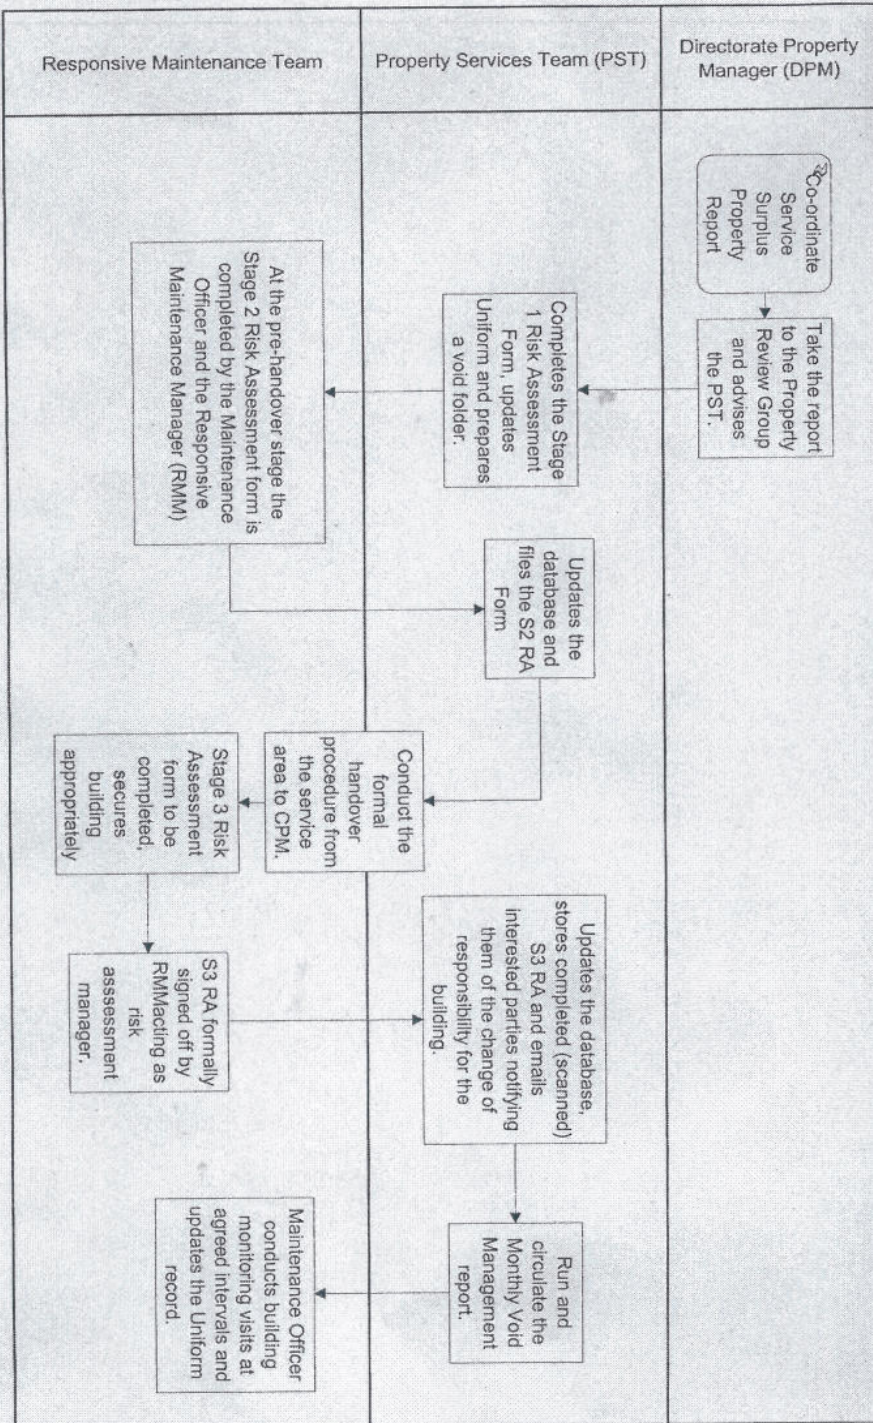 Directorate Property
Manager (DPM)
Property Services Team (PST)
Responsive Maintenance Team
Co-ordinate
Service
Surplus
Property
Report
Take the report
to the Property
Review Group
and advises
the PST.
Completes the Stage
1 Risk Assessment
Form, updates
Uniform and prepares
a void folder.
At the pre-handover stage the
Stage 2 Risk Assessment form is
completed by the Maintenance
Officer and the Responsive
Maintenance Manager (RMM)
Updates the
database and
files the S2 RA
Form
Conduct the
formal
handover
procedure from
the service
area to CPM.
Stage 3 Risk
Assessment
form to be
completed,
secures
building
appropriately
S3 RA formally
signed off by
RMMacting as
risk
asssessment
manager.
Updates the database,
stores completed (scanned)
S3 RA and emails
interested parties notifying
them of the change of
responsibility for the
building.
Run and
circulate the
Monthly Void
Management
report.
Maintenance Officer
conducts building
monitoring visits at
agreed intervals and
updates the Uniform
record.